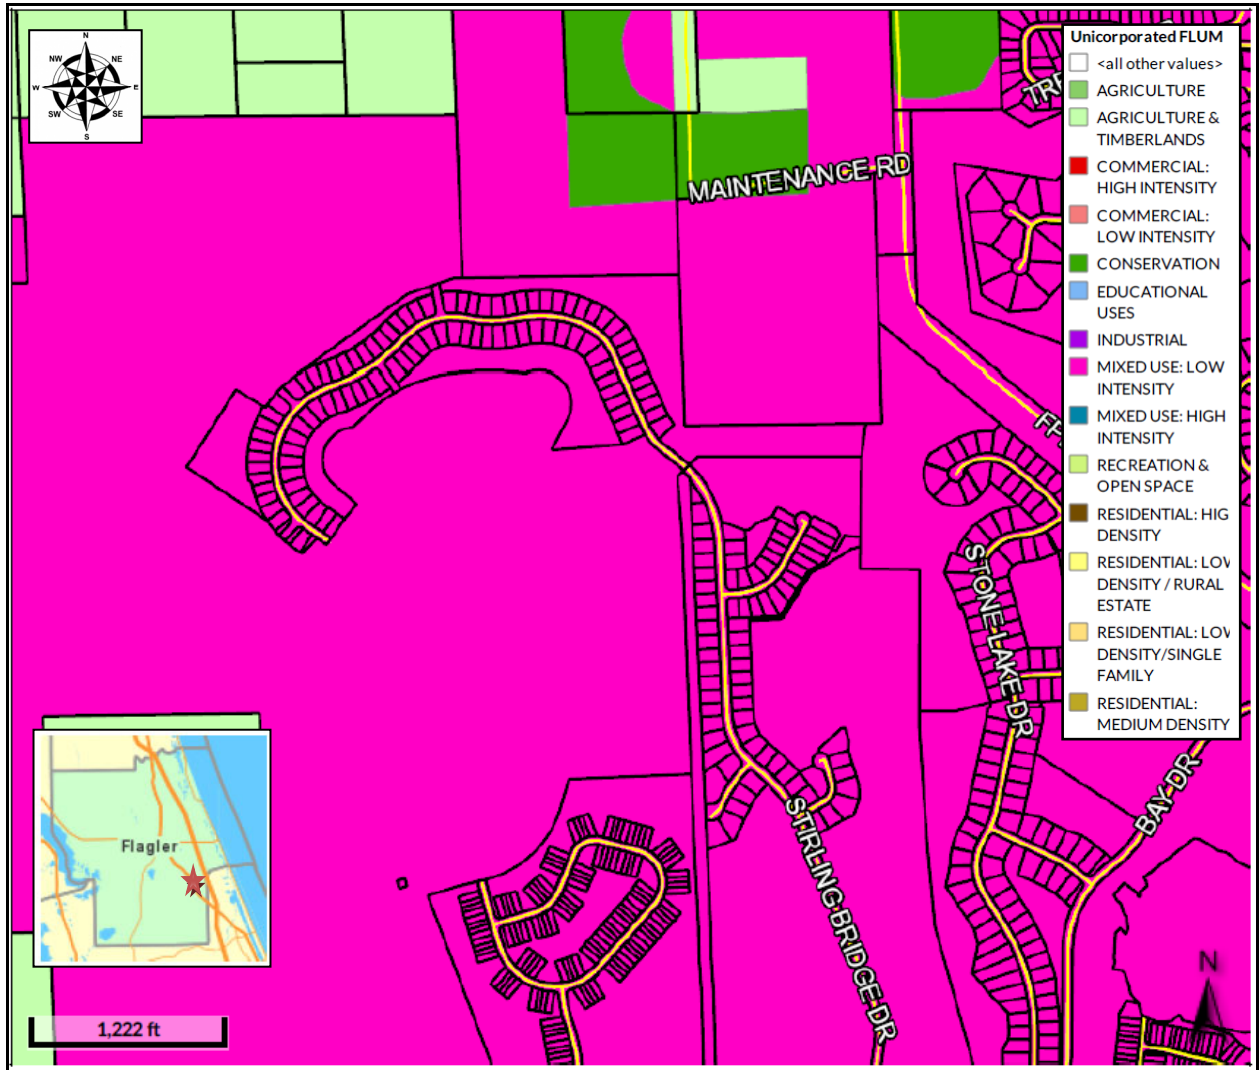 N
NW
NE
W
E
SW
SE
S
Unicorporated FLUM
<all other values>
AGRICULTURE
AGRICULTURE &
TIMBERLANDS
COMMERCIAL:
HIGH INTENSITY
COMMERCIAL:
LOW INTENSITY
CONSERVATION
EDUCATIONAL
USES
INDUSTRIAL
MIXED USE: LOW
INTENSITY
MIXED USE: HIGH
INTENSITY
RECREATION &
OPEN SPACE
RESIDENTIAL: HIG
DENSITY
RESIDENTIAL: LOV
DENSITY / RURAL
ESTATE
RESIDENTIAL: LOV
DENSITY/SINGLE
FAMILY
RESIDENTIAL:
MEDIUM DENSITY
MAINTENANCE RD
STONE LAKE DR
BAY DR
STIRLING BRIDGE DR
Flagler
N
1,222 ft